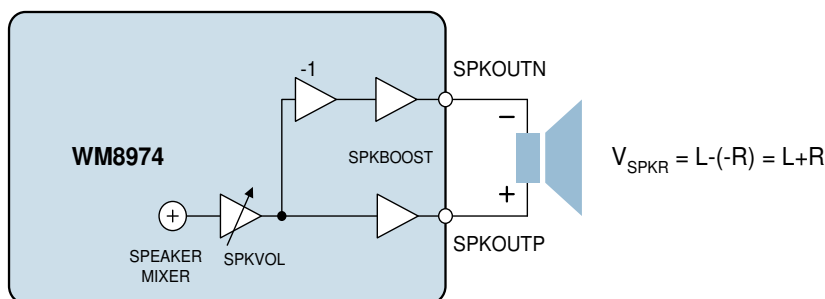 -1
SPKOUTN
−
WM8974
SPKBOOST
V_SPKR = L-(-R) = L+R
+
+
SPEAKER
MIXER
SPKVOL
SPKOUTP